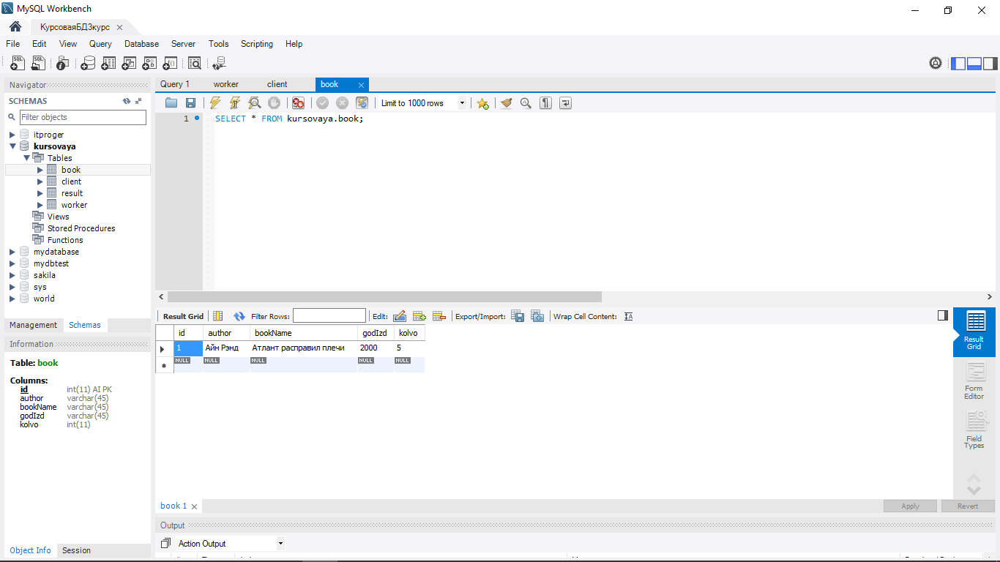 MySQL Workbench
КурсоваяБД3курс
File Edit View Query Database Server Tools Scripting Help
Navigator
SCHEMAS
Filter objects
itproger
kursovaya
Tables
book
client
result
worker
Views
Stored Procedures
Functions
mydatabase
mydbtest
sakila
sys
world
Management Schemas
Information
Table: book
Columns:
id int(11) AI PK
author varchar(45)
bookName varchar(45)
godIzd varchar(45)
kolvo int(11)
Object Info Session
Query 1 worker client book
Limit to 1000 rows
1 SELECT * FROM kursovaya.book;
Result Grid Filter Rows: Edit: Export/Import: Wrap Cell Content:
id author bookName godIzd kolvo
1 Айн Рэнд Атлант расправил плечи 2000 5
NULL NULL NULL NULL NULL
Result Grid
Form Editor
Field Types
book 1
Apply Revert
Output
Action Output